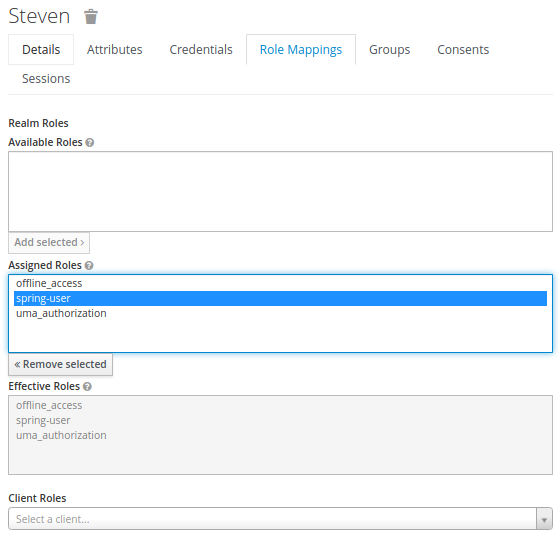 Steven
Details Attributes Credentials Role Mappings Groups Consents
Sessions
Realm Roles
Available Roles
Add selected ›
Assigned Roles
offline_access
spring-user
uma_authorization
« Remove selected
Effective Roles
offline_access
spring-user
uma_authorization
Client Roles
Select a client...